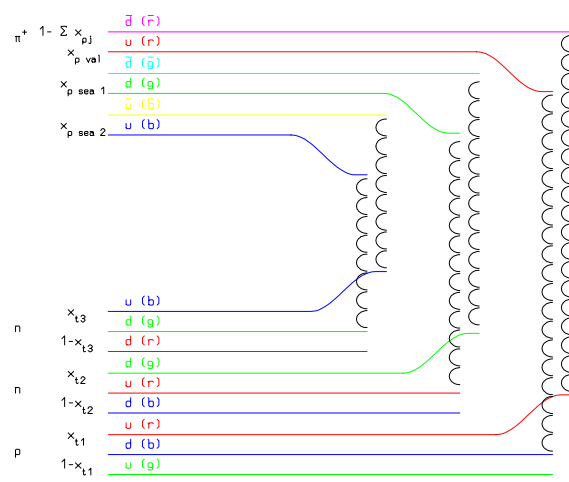 π⁺ 1- Σ x_pj d̄ (r̄)
x_p val u (r)
d̄ (ḡ)
x_p sea 1 d (g)
ū (b̄)
x_p sea 2 u (b)
x_t3 u (b)
n d (g)
1-x_t3 d (r)
x_t2 d (g)
n u (r)
1-x_t2 d (b)
x_t1 u (r)
p d (b)
1-x_t1 u (g)